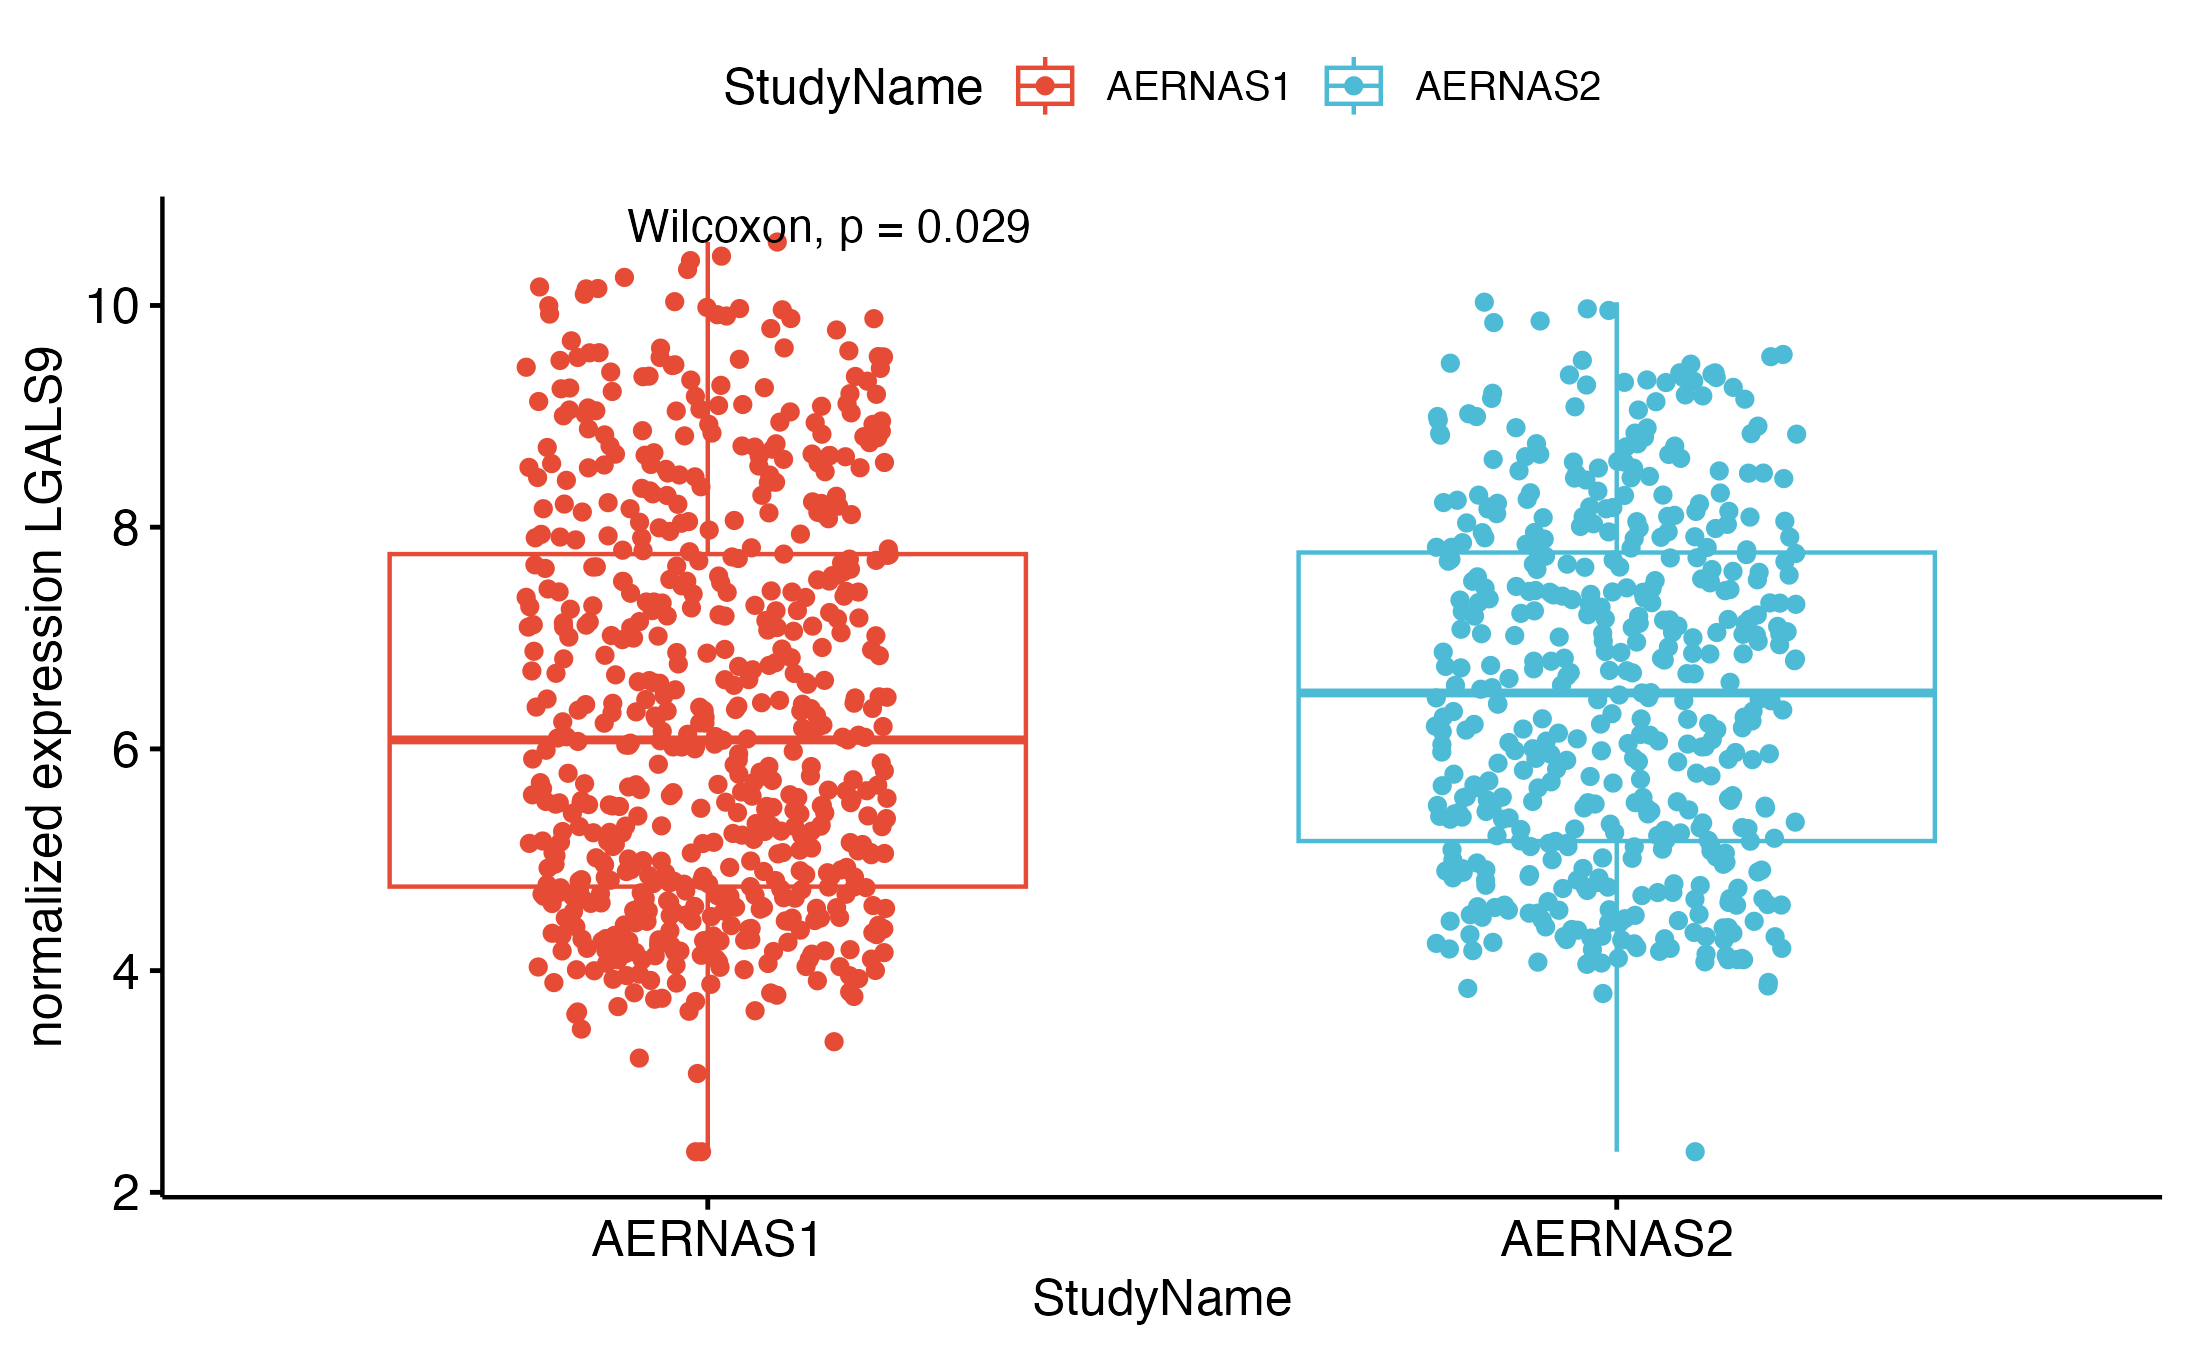 StudyName AERNAS1 AERNAS2
Wilcoxon, p = 0.029
normalized expression LGALS9
10
8
6
4
2
AERNAS1 AERNAS2
StudyName